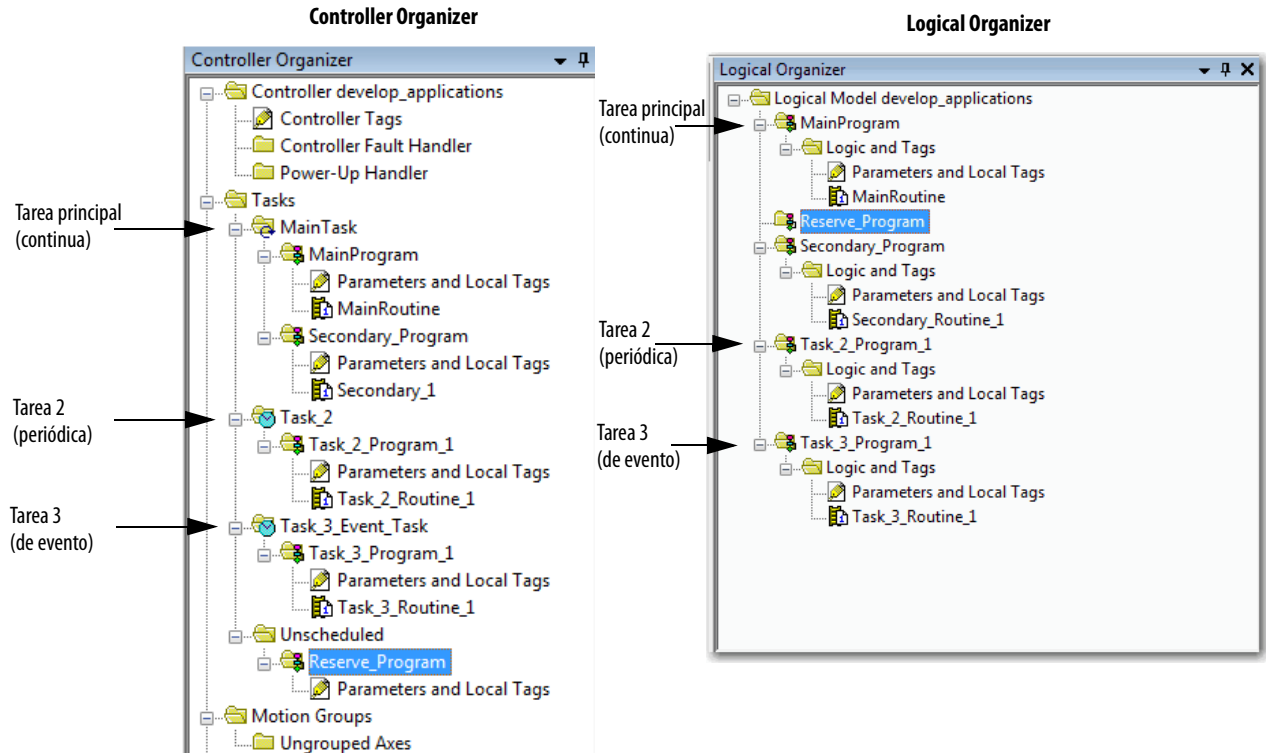 Controller Organizer
Controller Organizer
Controller develop_applications
Controller Tags
Controller Fault Handler
Power-Up Handler
Tasks
Tarea principal
(continua)
MainTask
MainProgram
Parameters and Local Tags
MainRoutine
Secondary_Program
Parameters and Local Tags
Secondary_1
Tarea 2
(periódica)
Task_2
Task_2_Program_1
Parameters and Local Tags
Task_2_Routine_1
Tarea 3
(de evento)
Task_3_Event_Task
Task_3_Program_1
Parameters and Local Tags
Task_3_Routine_1
Unscheduled
Reserve_Program
Parameters and Local Tags
Motion Groups
Ungrouped Axes
Logical Organizer
Logical Organizer
Logical Model develop_applications
Tarea principal
(continua)
MainProgram
Logic and Tags
Parameters and Local Tags
MainRoutine
Reserve_Program
Secondary_Program
Logic and Tags
Parameters and Local Tags
Secondary_Routine_1
Tarea 2
(periódica)
Task_2_Program_1
Logic and Tags
Parameters and Local Tags
Task_2_Routine_1
Tarea 3
(de evento)
Task_3_Program_1
Logic and Tags
Parameters and Local Tags
Task_3_Routine_1